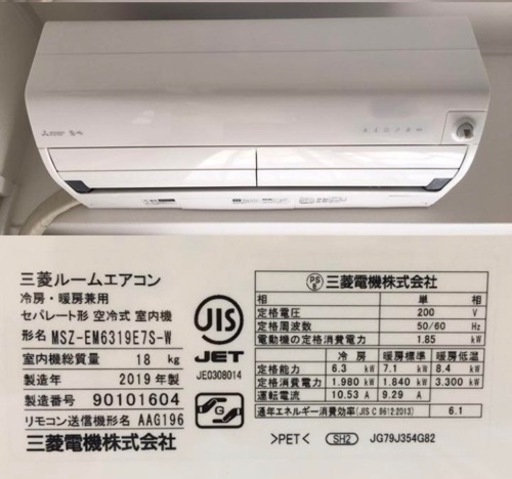 三菱ルームエアコン
冷房・暖房兼用
セパレート形 空冷式 室内機
形名 MSZ-EM6319E7S-W
室内機総質量 18 kg
製造年 2019 年製
製造番号 90101604
リモコン送信機形名 AAG196
三菱電機株式会社
JIS
JET
JE0308014
G
PSE 三菱電機株式会社
相 単 相
定格電圧 200 V
定格周波数 50/60 Hz
電動機の定格消費電力 1.85 kW
冷 房 暖房標準 暖房低温
定格能力 6.3 kW 7.1 kW 8.4 kW
定格消費電力 1.980 kW 1.840 kW 3.300 kW
運転電流 10.53 A 9.29 A
通年エネルギー消費効率(JIS C 9612:2013) 6.1
>PET< SH2 JG79J354G82